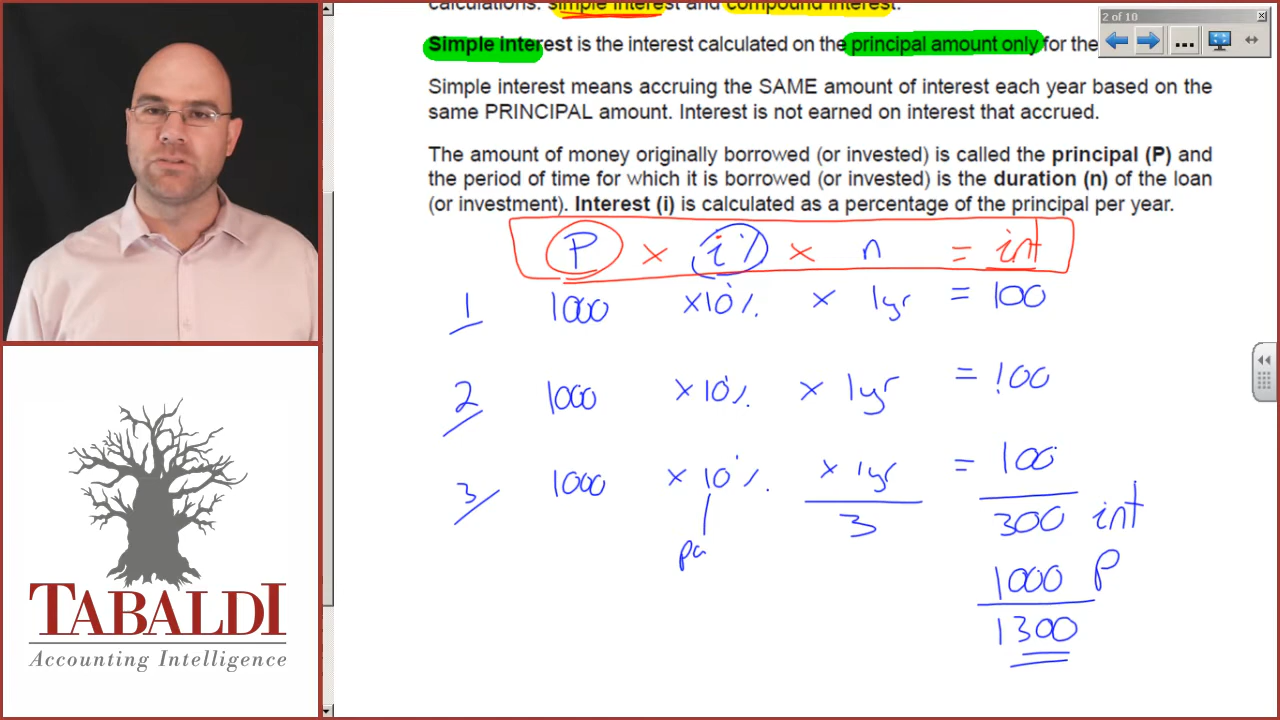 calculations: simple interest and compound interest.
2 of 10
Simple interest is the interest calculated on the principal amount only for the
Simple interest means accruing the SAME amount of interest each year based on the
same PRINCIPAL amount. Interest is not earned on interest that accrued.
The amount of money originally borrowed (or invested) is called the principal (P) and
the period of time for which it is borrowed (or invested) is the duration (n) of the loan
(or investment). Interest (i) is calculated as a percentage of the principal per year.
P × i% × n = int
1 1000 ×10% × 1yr = 100
2 1000 ×10% × 1yr = 100
3 1000 ×10% × 1yr = 100
3 300 int
pa
1000 P
1300
TABALDI
Accounting Intelligence